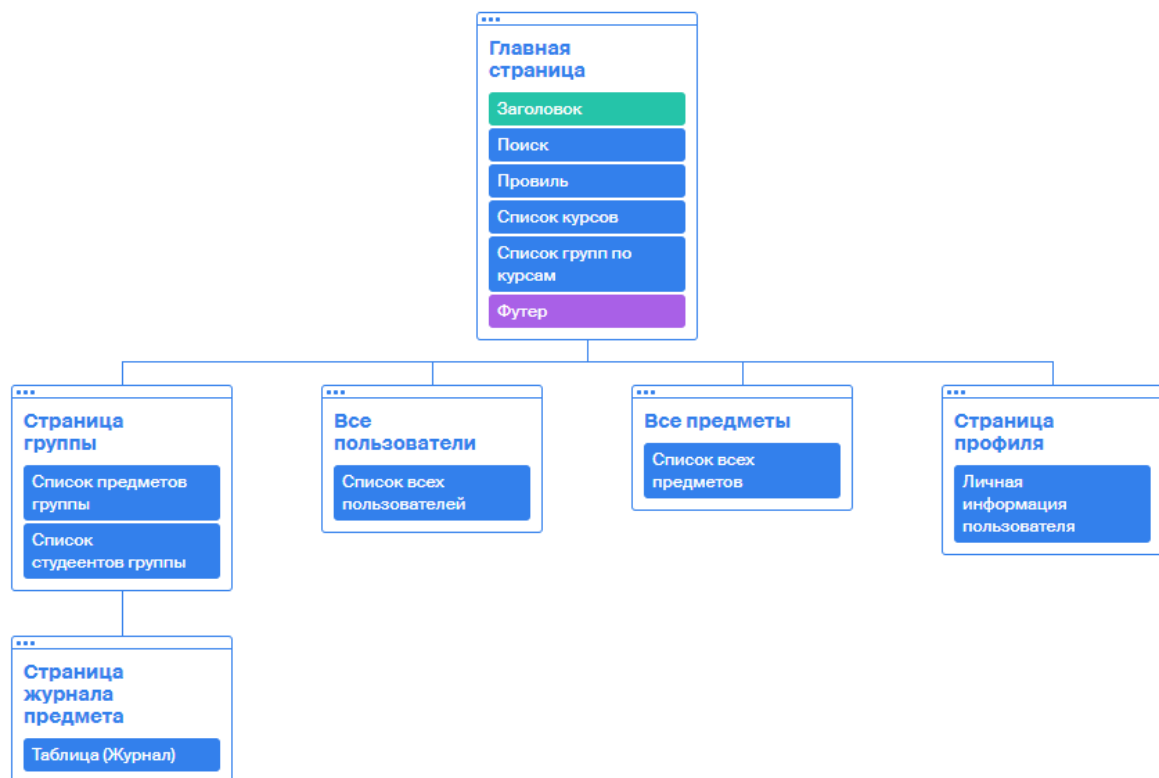 Главная
страница
Заголовок
Поиск
Провиль
Список курсов
Список групп по
курсам
Футер
Страница
группы
Список предметов
группы
Список
студеентов группы
Все
пользователи
Список всех
пользователей
Все предметы
Список всех
предметов
Страница
профиля
Личная
информация
пользователя
Страница
журнала
предмета
Таблица (Журнал)